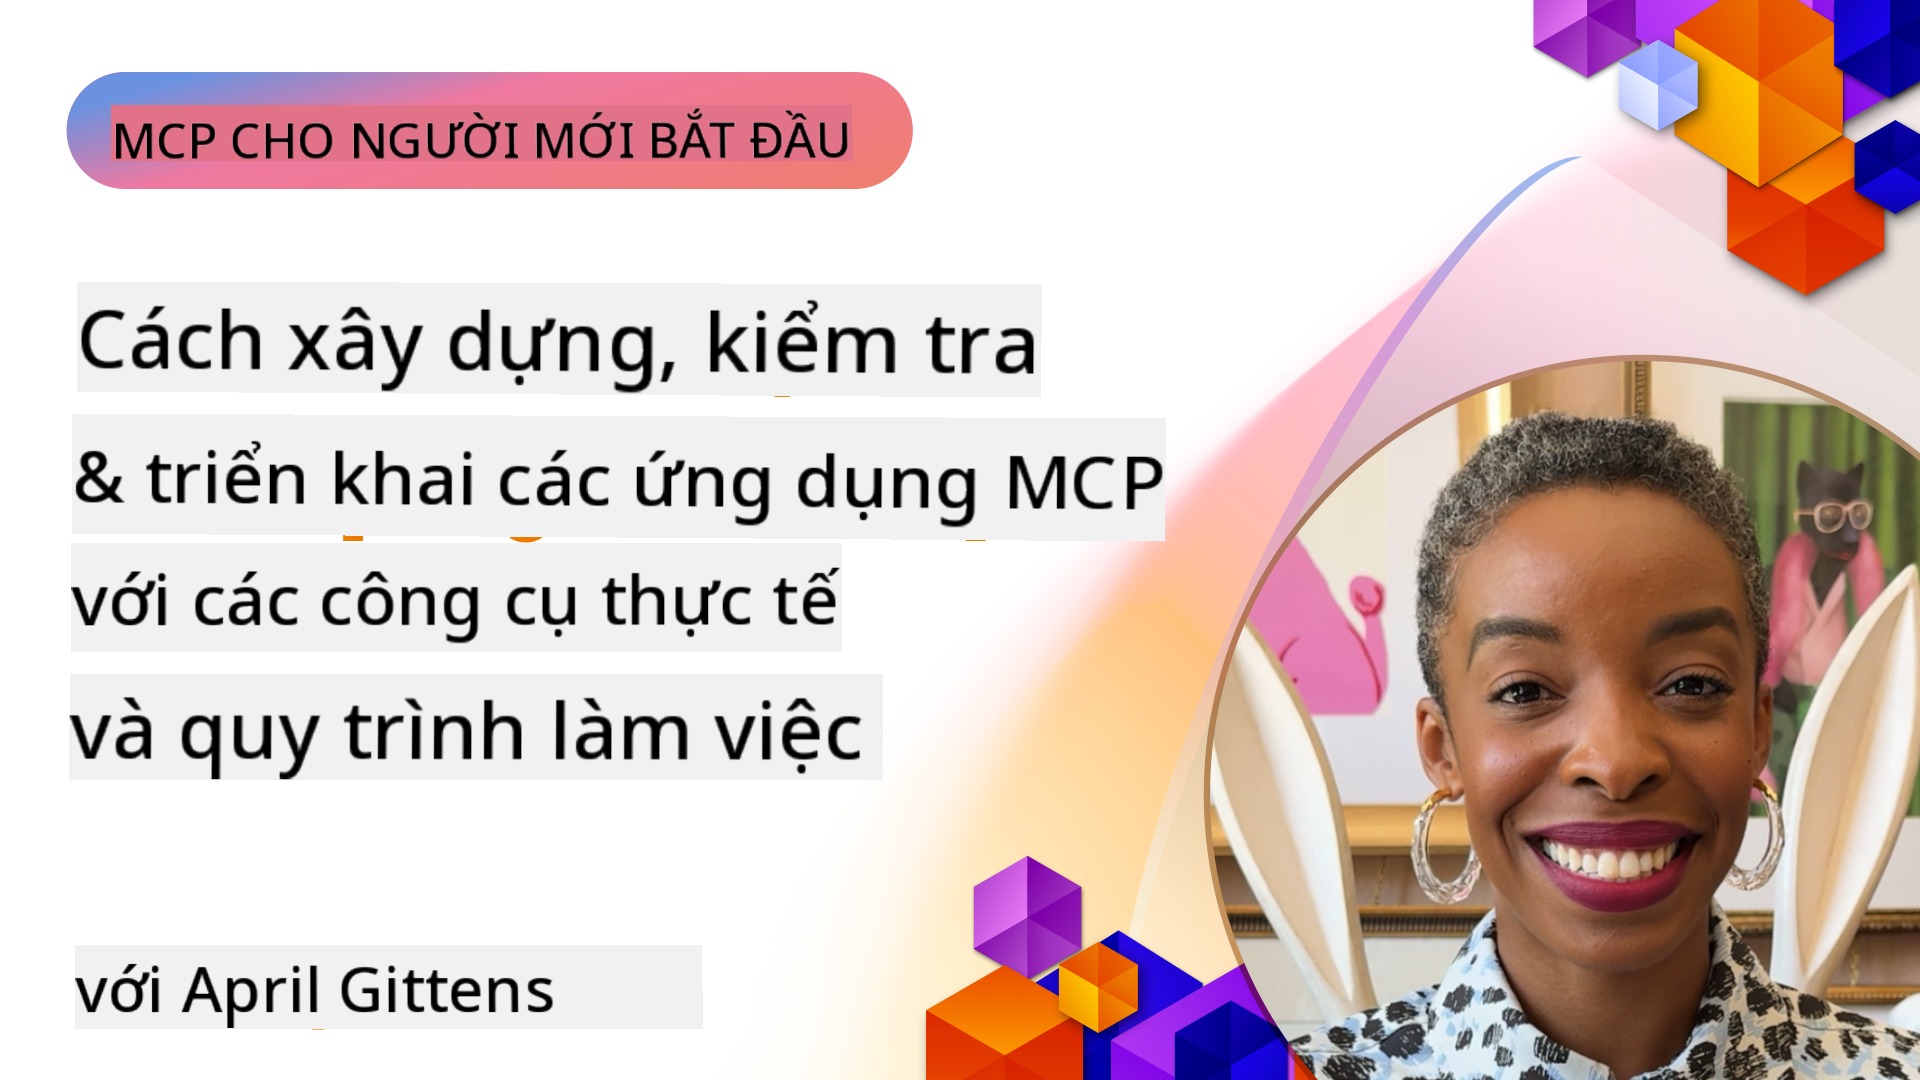 MCP CHO NGƯỜI MỚI BẮT ĐẦU
Cách xây dựng, kiểm tra
& triển khai các ứng dụng MCP
với các công cụ thực tế
và quy trình làm việc
với April Gittens